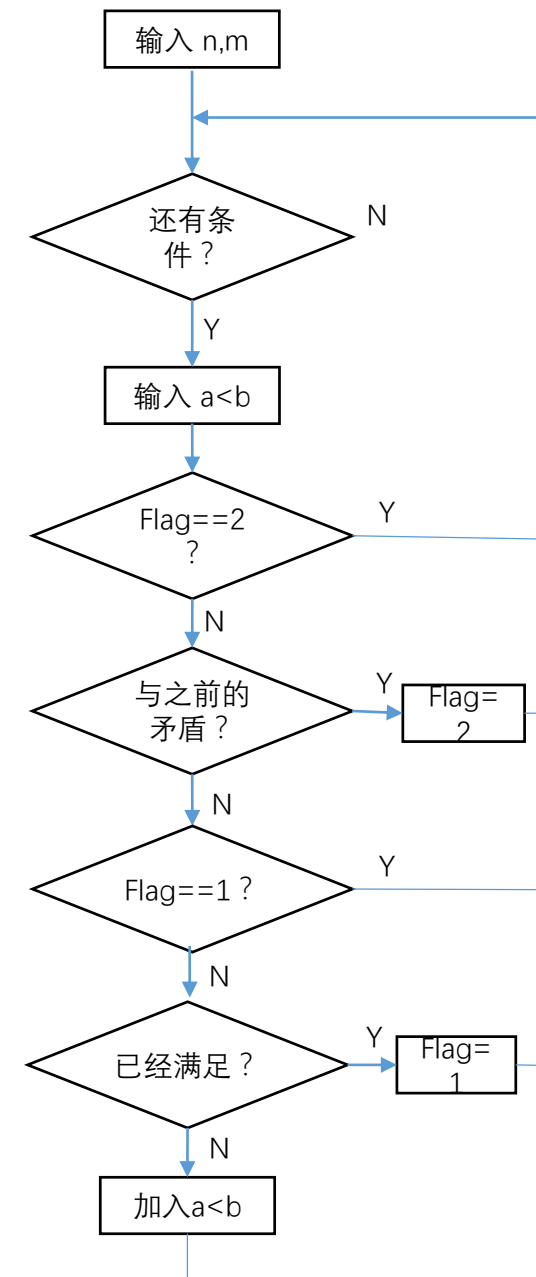 输入 n,m
还有条
件？
N
Y
输入 a<b
Flag==2
？
Y
N
与之前的
矛盾？
Y
Flag=
2
N
Flag==1？
Y
N
已经满足？
Y
Flag=
1
N
加入a<b